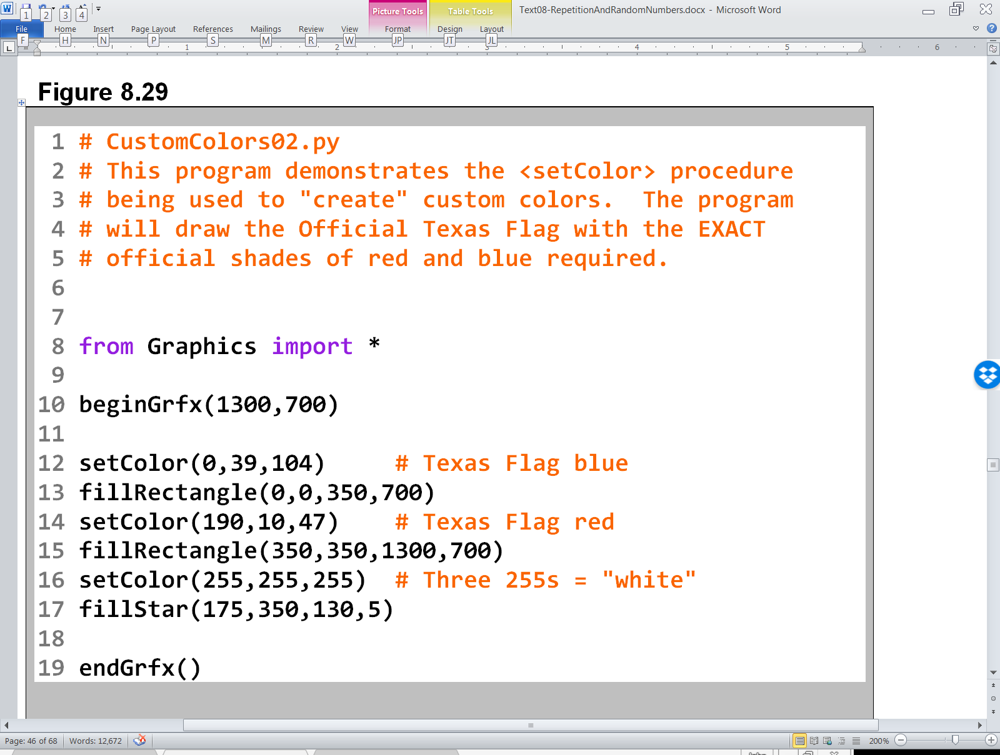 1 2 3 4
Picture Tools Table Tools Text08-RepetitionAndRandomNumbers.docx - Microsoft Word
File Home Insert Page Layout References Mailings Review View Format Design Layout
F H N P S M R W JP JT JL
1 2 3 4 5 6
Figure 8.29
1 # CustomColors02.py
2 # This program demonstrates the <setColor> procedure
3 # being used to "create" custom colors.  The program
4 # will draw the Official Texas Flag with the EXACT
5 # official shades of red and blue required.
6
7
8 from Graphics import *
9
10 beginGrfx(1300,700)
11
12 setColor(0,39,104)     # Texas Flag blue
13 fillRectangle(0,0,350,700)
14 setColor(190,10,47)    # Texas Flag red
15 fillRectangle(350,350,1300,700)
16 setColor(255,255,255)  # Three 255s = "white"
17 fillStar(175,350,130,5)
18
19 endGrfx()
Page: 46 of 68 Words: 12,672 200%